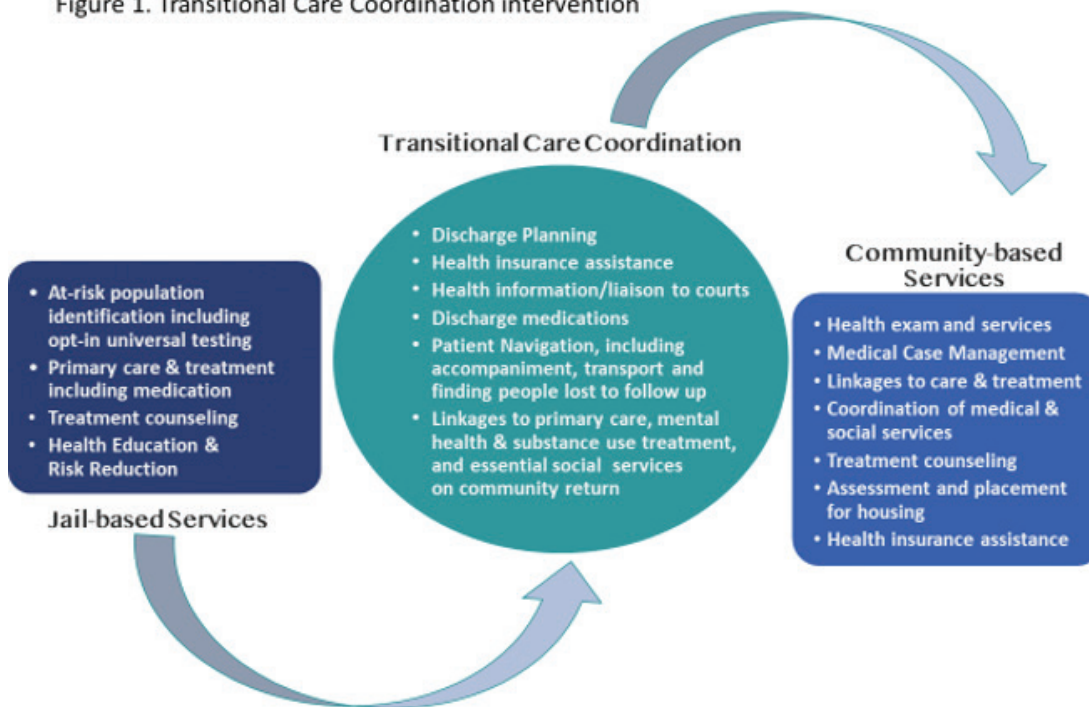 Figure 1. Transitional Care Coordination intervention
Transitional Care Coordination
• Discharge Planning
• Health insurance assistance
• Health information/liaison to courts
• Discharge medications
• Patient Navigation, including
accompaniment, transport and
finding people lost to follow up
• Linkages to primary care, mental
health & substance use treatment,
and essential social services
on community return
• At-risk population
identification including
opt-in universal testing
• Primary care & treatment
including medication
• Treatment counseling
• Health Education &
Risk Reduction
Jail-based Services
Community-based
Services
• Health exam and services
• Medical Case Management
• Linkages to care & treatment
• Coordination of medical &
social services
• Treatment counseling
• Assessment and placement
for housing
• Health insurance assistance